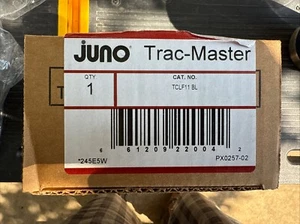 juno Trac-Master
QTY CAT. NO.
1 TCLF11 BL
6 61209 22004 2
*245E5W PX0257-02